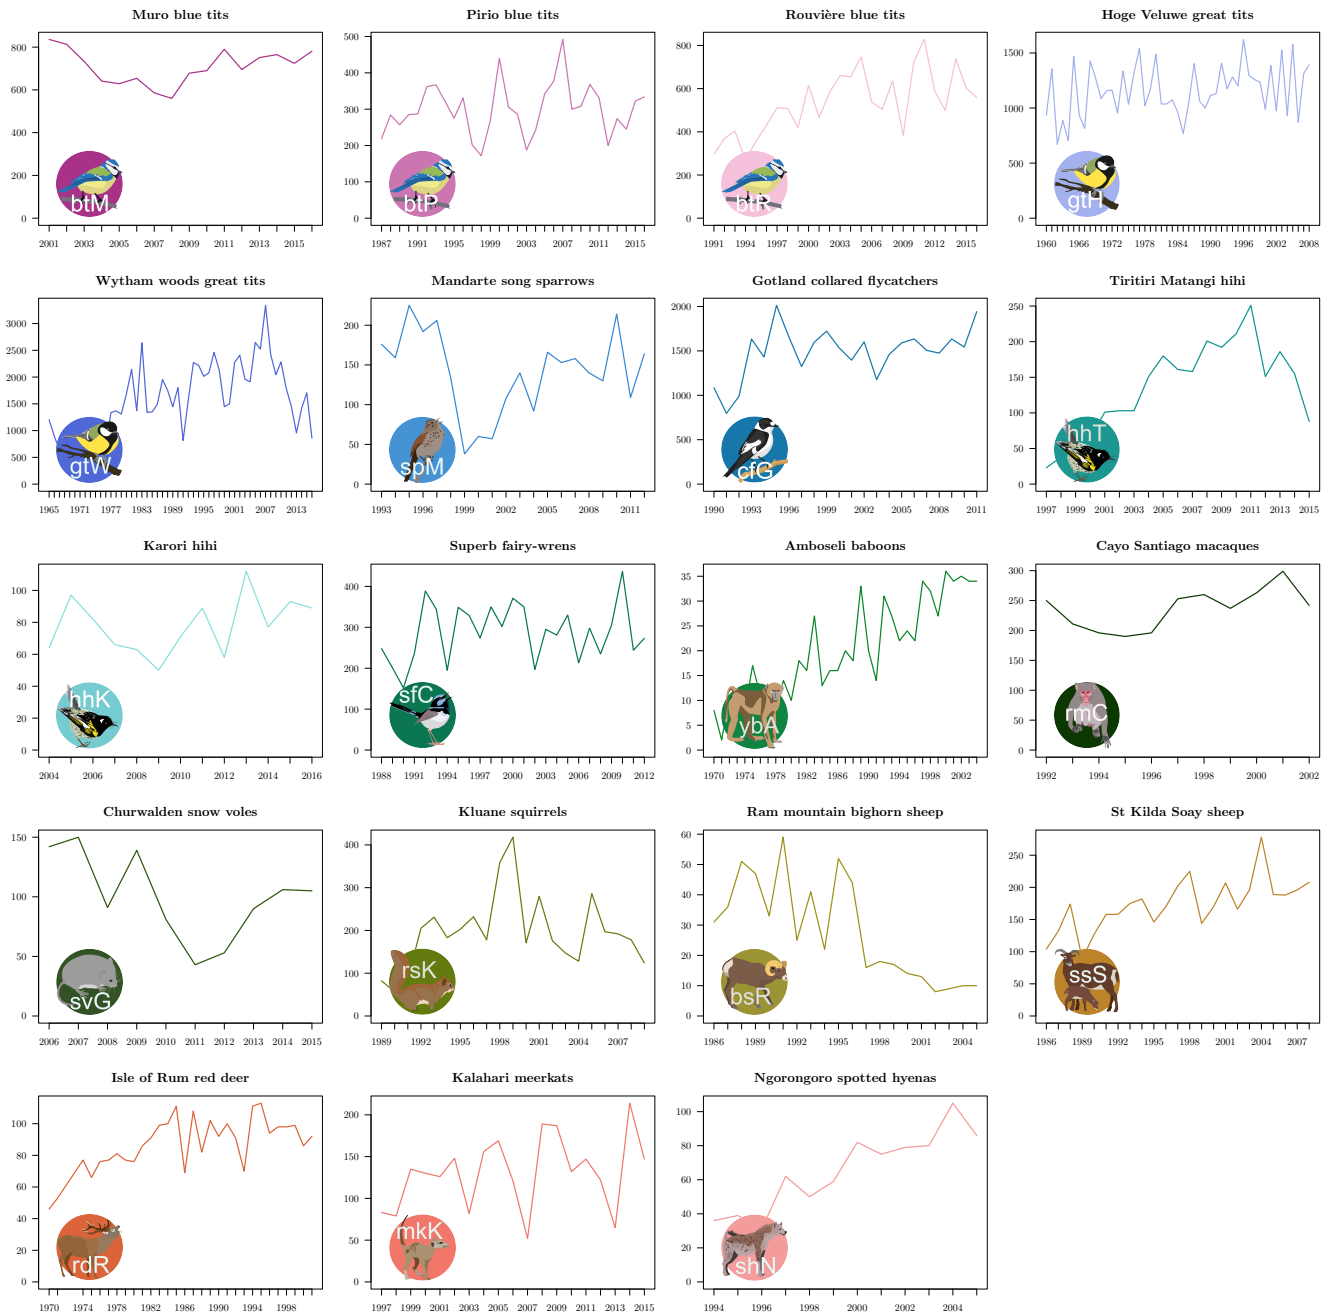 Muro blue tits
800
600
400
200
0
btM
2001 2003 2005 2007 2009 2011 2013 2015
Pirio blue tits
500
400
300
200
100
0
btP
1987 1991 1995 1999 2003 2007 2011 2015
Rouvière blue tits
800
600
400
200
0
btR
1991 1994 1997 2000 2003 2006 2009 2012 2015
Hoge Veluwe great tits
1500
1000
500
0
gtH
1960 1966 1972 1978 1984 1990 1996 2002 2008
Wytham woods great tits
3000
2500
2000
1500
1000
500
0
gtW
1965 1971 1977 1983 1989 1995 2001 2007 2013
Mandarte song sparrows
200
150
100
50
0
spM
1993 1996 1999 2002 2005 2008 2011
Gotland collared flycatchers
2000
1500
1000
500
0
cfG
1990 1993 1996 1999 2002 2005 2008 2011
Tiritiri Matangi hihi
250
200
150
100
50
0
hhT
1997 1999 2001 2003 2005 2007 2009 2011 2013 2015
Karori hihi
100
80
60
40
20
0
hhK
2004 2006 2008 2010 2012 2014 2016
Superb fairy-wrens
400
300
200
100
0
sfC
1988 1991 1994 1997 2000 2003 2006 2009 2012
Amboseli baboons
35
30
25
20
15
10
5
0
ybA
1970 1974 1978 1982 1986 1990 1994 1998 2002
Cayo Santiago macaques
300
250
200
150
100
50
0
rmC
1992 1994 1996 1998 2000 2002
Churwalden snow voles
150
100
50
0
svG
2006 2007 2008 2009 2010 2011 2012 2013 2014 2015
Kluane squirrels
400
300
200
100
0
rsK
1989 1992 1995 1998 2001 2004 2007
Ram mountain bighorn sheep
60
50
40
30
20
10
0
bsR
1986 1989 1992 1995 1998 2001 2004
St Kilda Soay sheep
250
200
150
100
50
0
ssS
1986 1989 1992 1995 1998 2001 2004 2007
Isle of Rum red deer
100
80
60
40
20
0
rdR
1970 1974 1978 1982 1986 1990 1994 1998
Kalahari meerkats
200
150
100
50
0
mkK
1997 1999 2001 2003 2005 2007 2009 2011 2013 2015
Ngorongoro spotted hyenas
100
80
60
40
20
0
shN
1994 1996 1998 2000 2002 2004